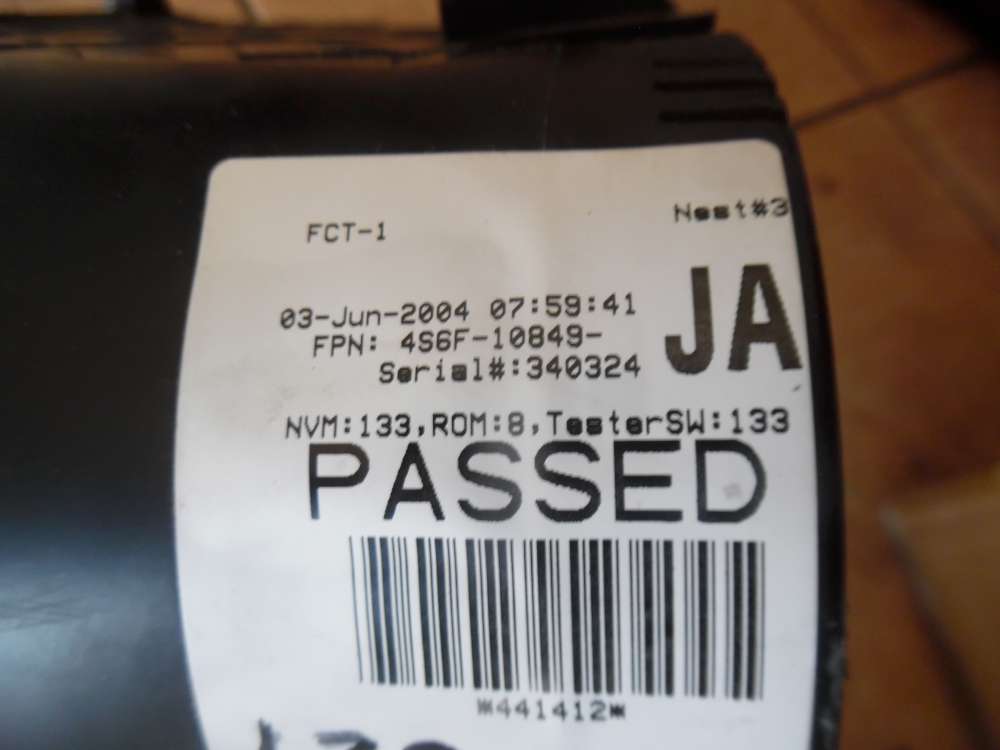 Nest#3
FCT-1
JA
03-Jun-2004 07:59:41
FPN: 4S6F-10849-
Serial#:340324
NVM:133,ROM:8,TesterSW:133
PASSED
*441412*